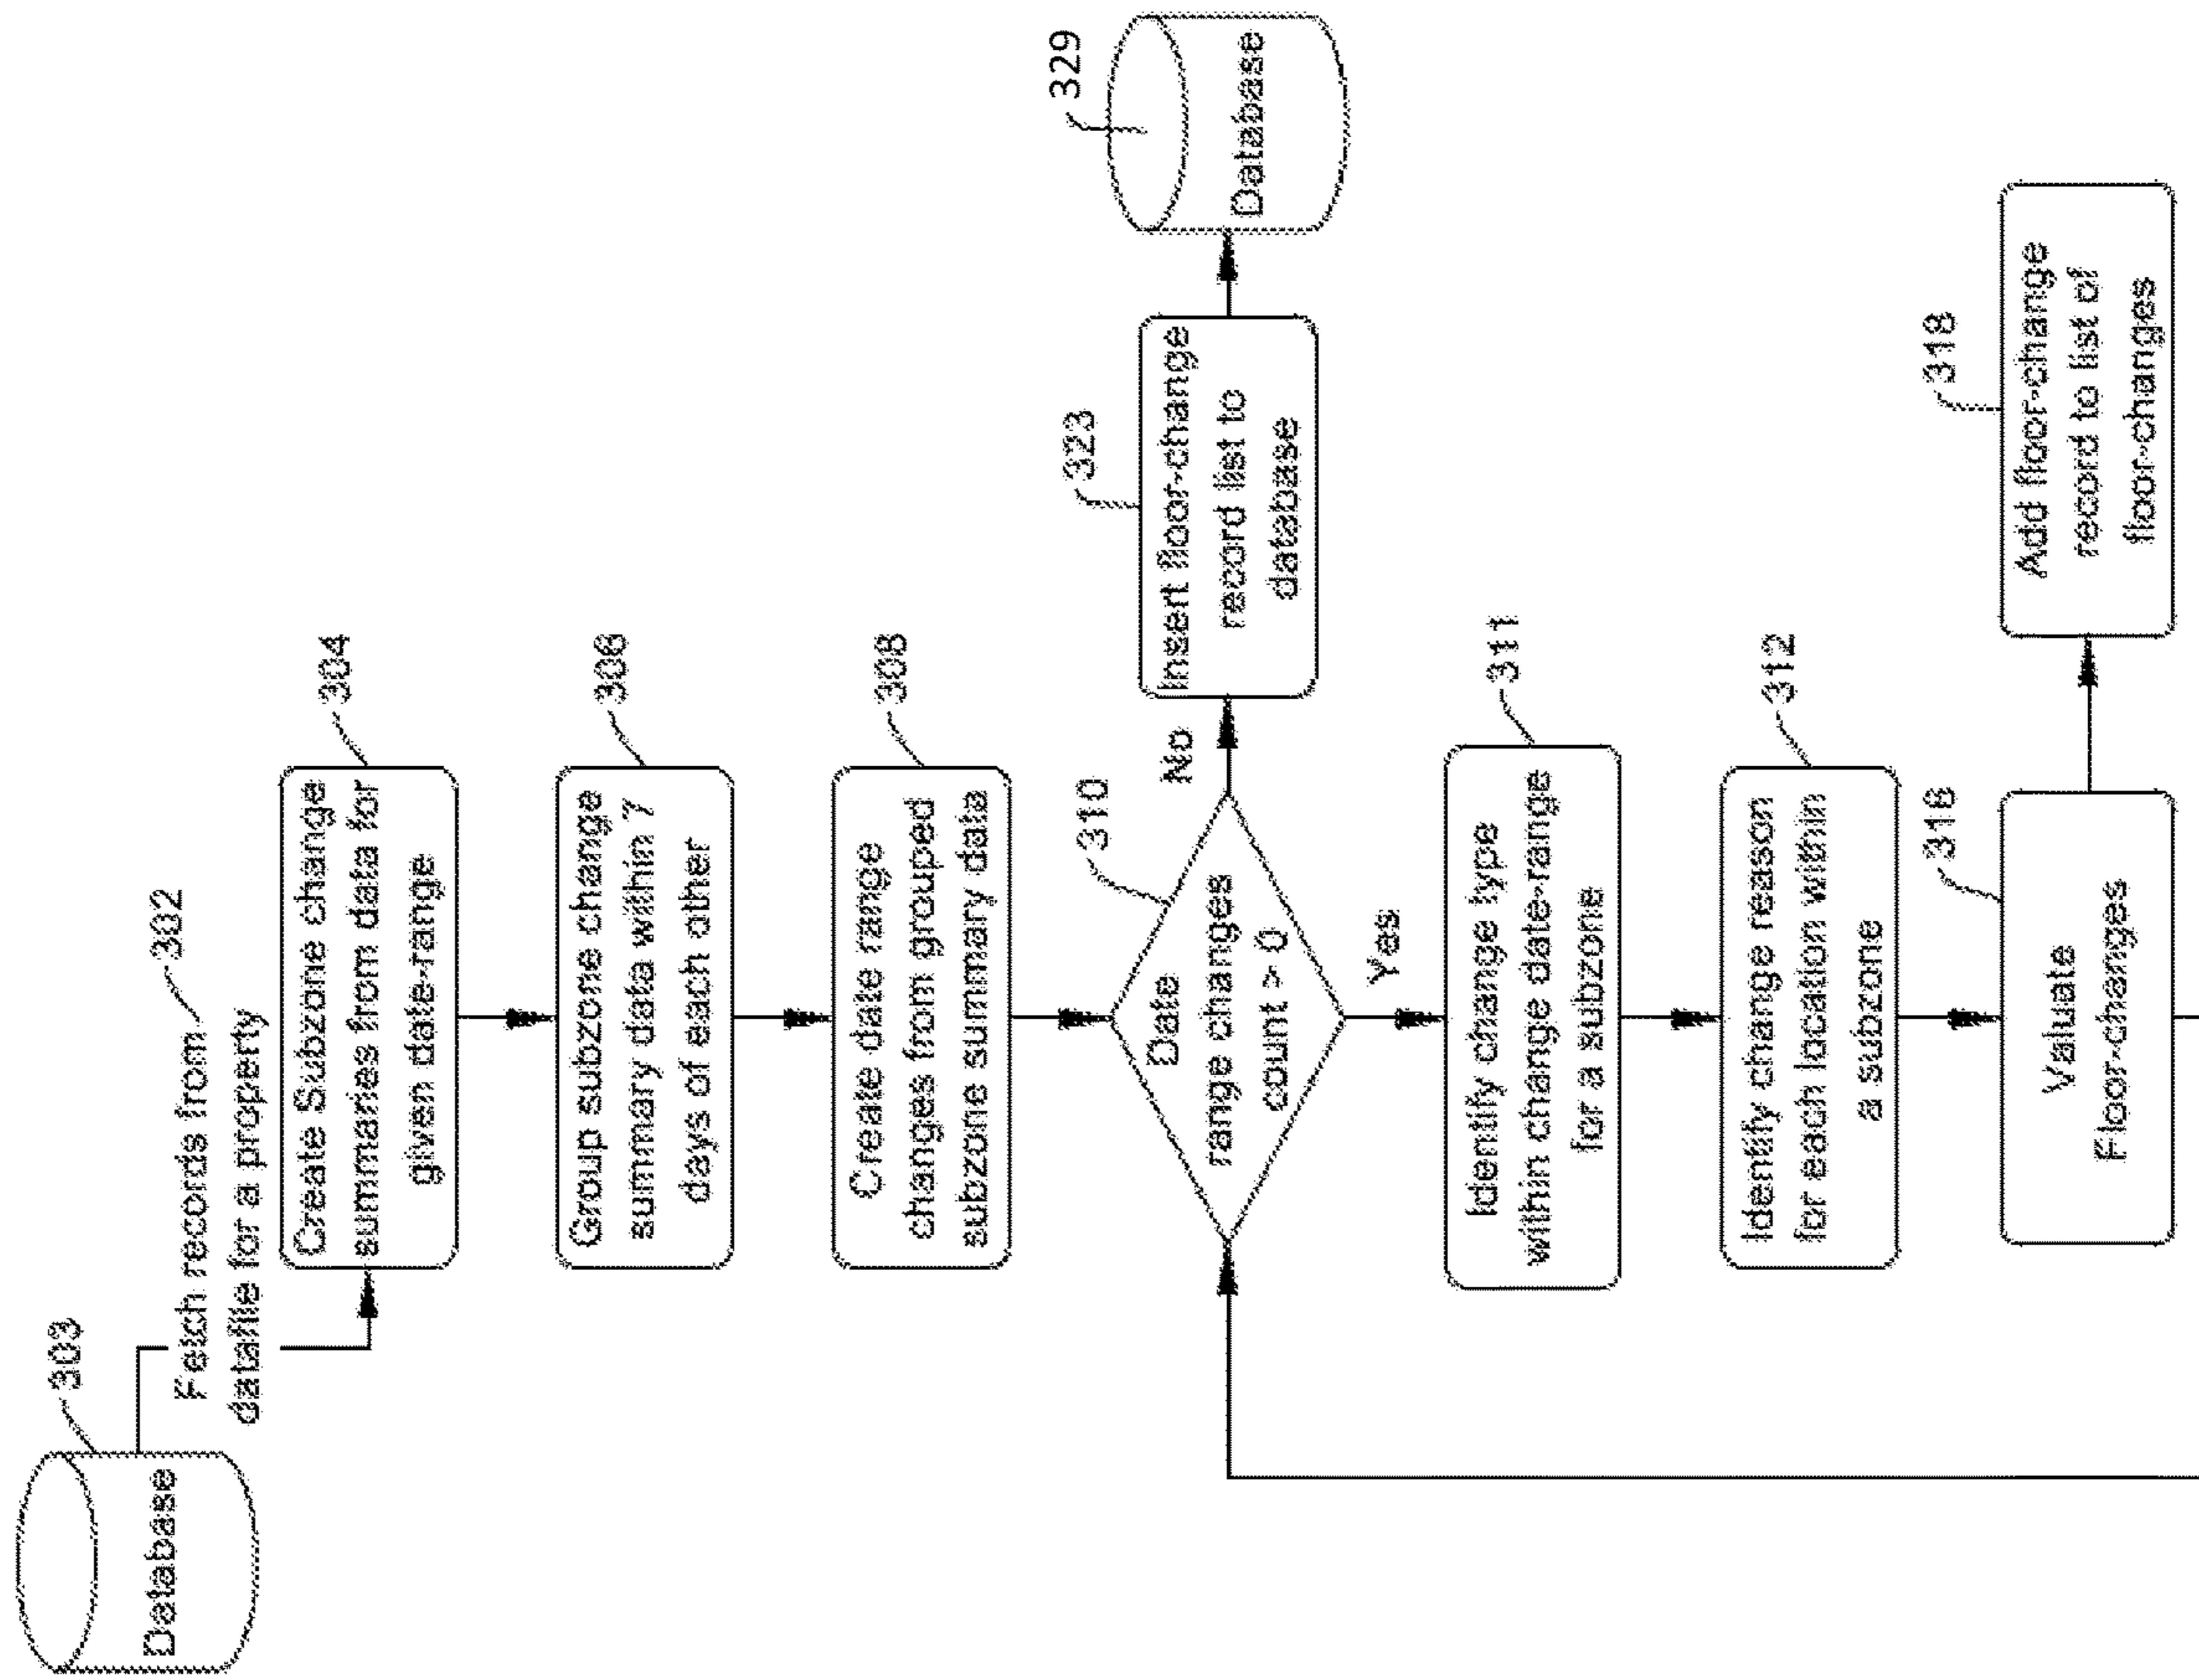 303
Database
Fetch records from 302
datafile for a property
304
Create Subzone change
summaries from data for
given date-range
306
Group subzone change
summary data within 7
days of each other
308
Create date range
changes from grouped
subzone summary data
310
Date
range changes
count > 0
No
323
Insert floor-change
record list to
database
329
Database
Yes
311
Identify change type
within change date-range
for a subzone
312
Identify change reason
for each location within
a subzone
Valuate
Floor-changes
318
Add floor-change
record to list of
floor-changes